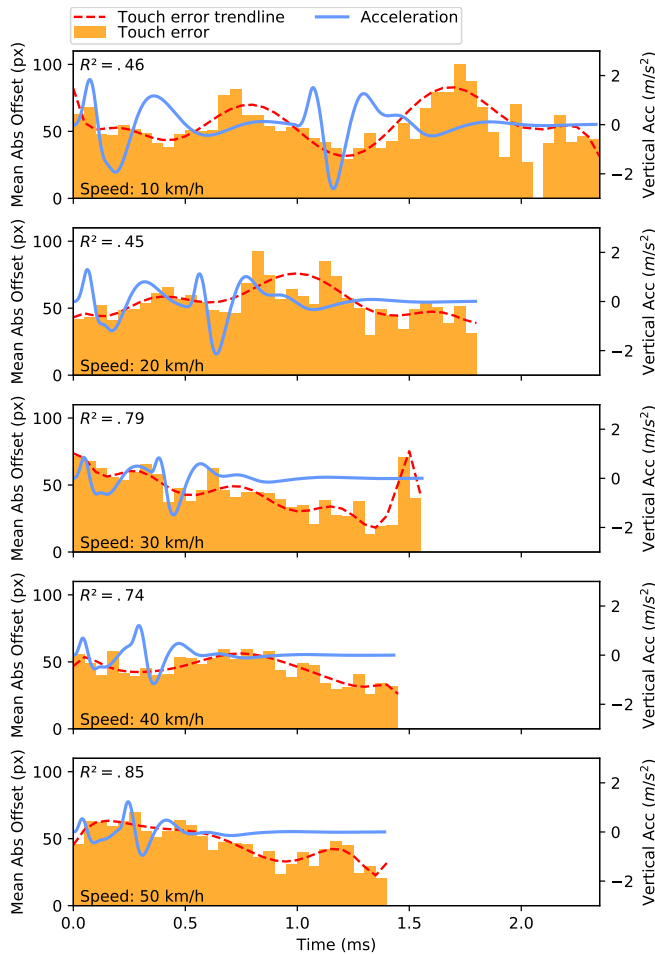 Touch error trendline
Touch error
Acceleration
R² = .46
Speed: 10 km/h
Mean Abs Offset (px)
100
50
0
Vertical Acc (m/s²)
2
0
−2
R² = .45
Speed: 20 km/h
Mean Abs Offset (px)
100
50
0
Vertical Acc (m/s²)
2
0
−2
R² = .79
Speed: 30 km/h
Mean Abs Offset (px)
100
50
0
Vertical Acc (m/s²)
2
0
−2
R² = .74
Speed: 40 km/h
Mean Abs Offset (px)
100
50
0
Vertical Acc (m/s²)
2
0
−2
R² = .85
Speed: 50 km/h
Mean Abs Offset (px)
100
50
0
Vertical Acc (m/s²)
2
0
−2
0.0 0.5 1.0 1.5 2.0
Time (ms)